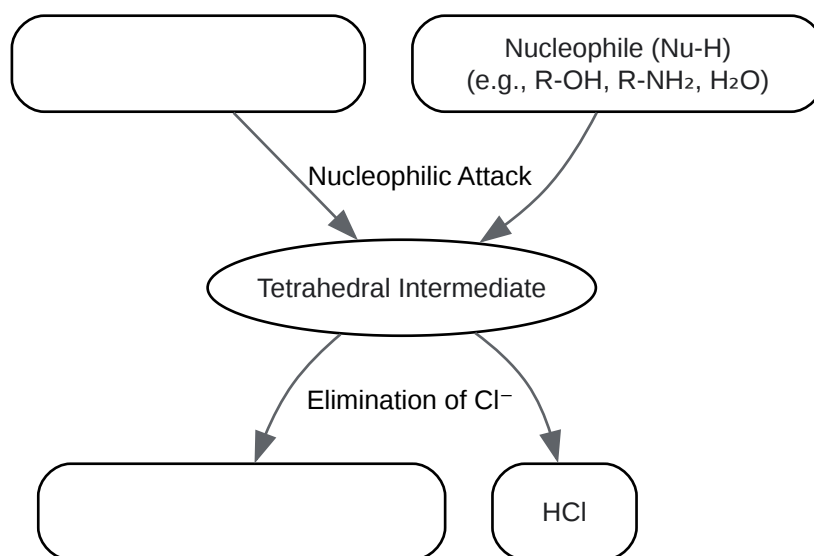 Nucleophile (Nu-H)
(e.g., R-OH, R-NH₂, H₂O)
Nucleophilic Attack
Tetrahedral Intermediate
Elimination of Cl⁻
HCl